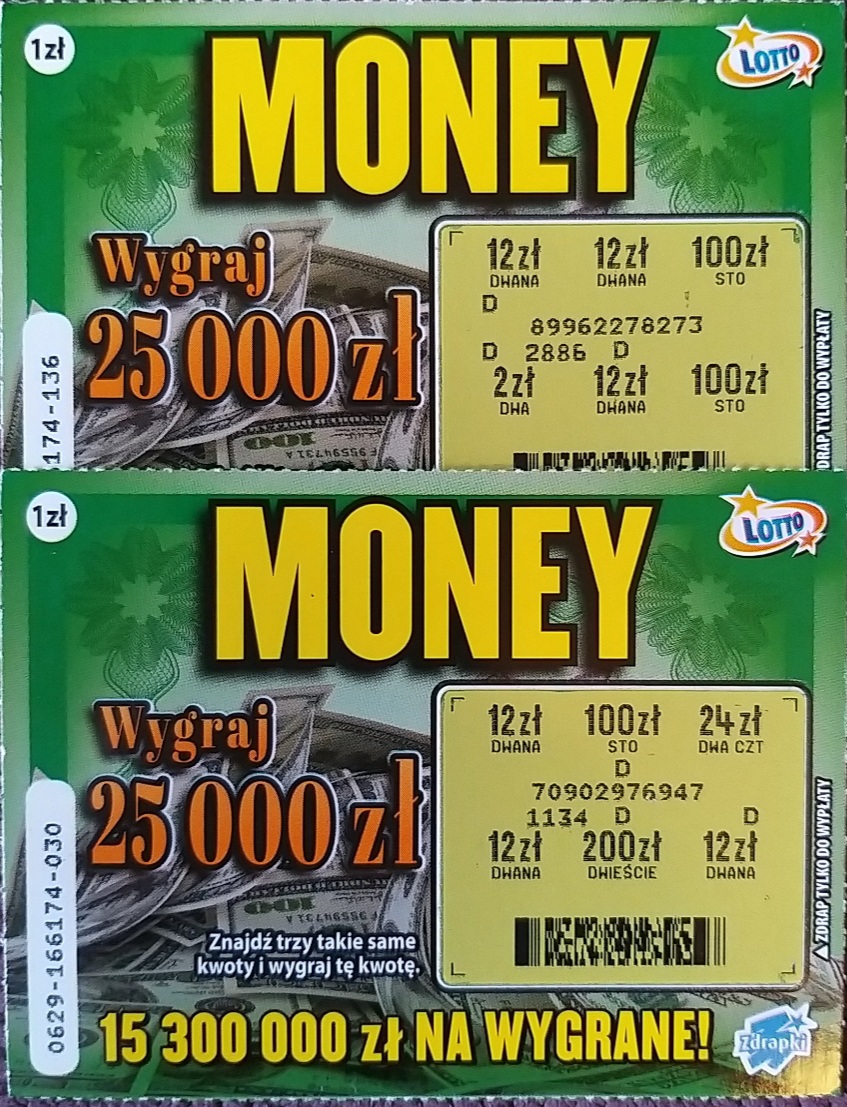 1zł
MONEY
LOTTO
Wygraj
25 000 zł
12zł 12zł 100zł
DWANA DWANA STO
D
89962278273
D 2886 D
2zł 12zł 100zł
DWA DWANA STO
174-136
ZDRAP TYLKO DO WYPŁATY
1zł
MONEY
LOTTO
Wygraj
25 000 zł
12zł 100zł 24zł
DWANA STO DWA CZT
D
70902976947
1134 D D
12zł 200zł 12zł
DWANA DWIEŚCIE DWANA
0629-166174-030
ZDRAP TYLKO DO WYPŁATY
Znajdź trzy takie same
kwoty i wygraj tę kwotę.
15 300 000 zł NA WYGRANE!
Zdrapki